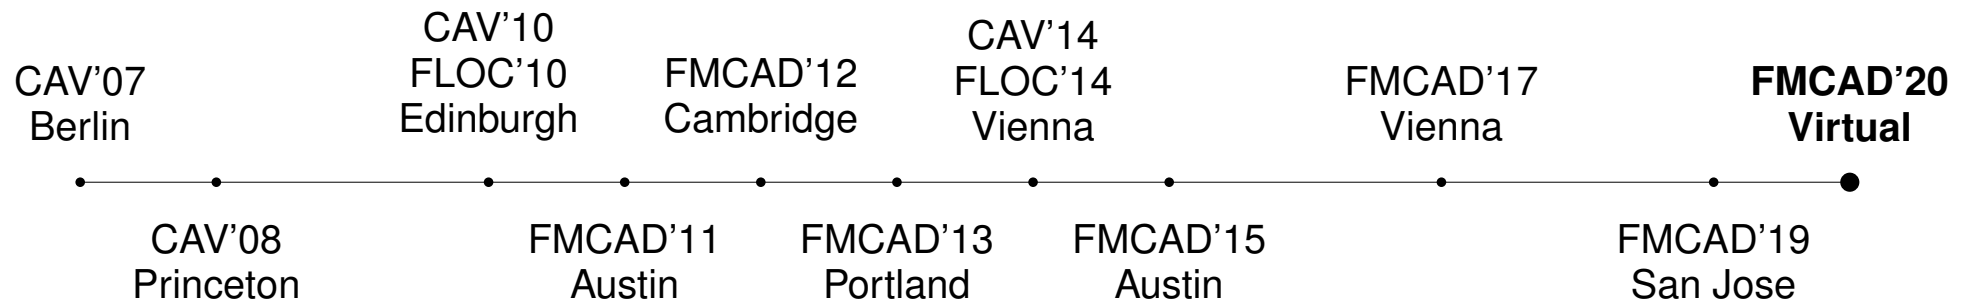 CAV’07
Berlin
CAV’08
Princeton
CAV’10
FLOC’10
Edinburgh
FMCAD’11
Austin
FMCAD’12
Cambridge
FMCAD’13
Portland
CAV’14
FLOC’14
Vienna
FMCAD’15
Austin
FMCAD’17
Vienna
FMCAD’19
San Jose
FMCAD’20
Virtual